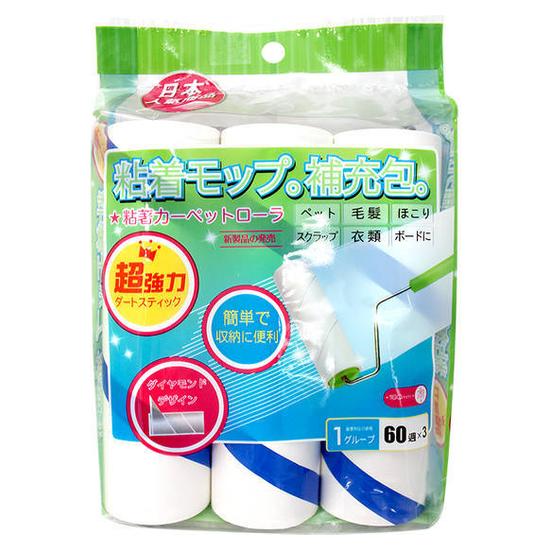 日本
粘着モップ。補充包。
★粘著カーペットローラ
新製品の発売
ペット 毛髪 ほこり
スクラップ 衣類 ボードに
超強力
ダートスティック
簡単で
収納に便利
ダイヤモンド
デザイン
1グループ 60週×3